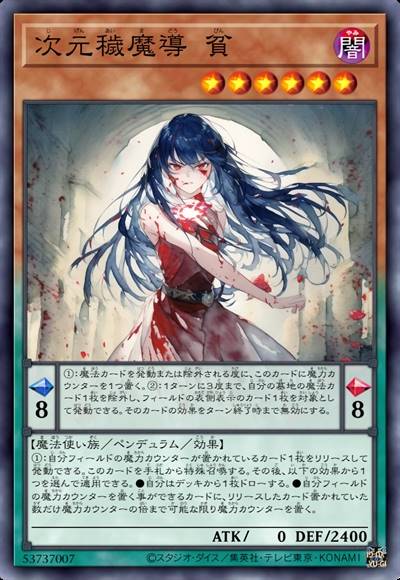 次元穢魔導 貧
闇
8
8
①:魔法カードを発動または除外される度に、このカードに魔力
カウンターを1つ置く。②:1ターンに3度まで、自分の墓地の魔法カ
ード1枚を除外し、フィールドの表側表示のカード1枚を対象とし
て発動できる。そのカードの効果をターン終了時まで無効にする。
【魔法使い族/ペンデュラム/効果】
①:自分フィールドの魔力カウンターが置かれているカード1枚をリリースして
発動できる。このカードを手札から特殊召喚する。その後、以下の効果から1
つを選んで適用できる。●自分はデッキから1枚ドローする。●自分フィール
ドの魔力カウンターを置く事ができるカードに、リリースしたカード置かれていた
数だけ魔力カウンターの倍まで可能な限り魔力カウンターを置く。
ATK/ 0 DEF/2400
53737007 ©スタジオ・ダイス/集英社・テレビ東京・KONAMI